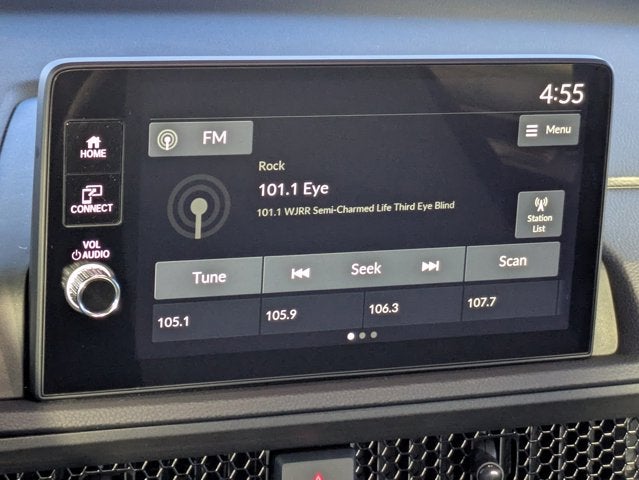 4:55
HOME
FM
Menu
Rock
101.1 Eye
101.1 WJRR Semi-Charmed Life Third Eye Blind
CONNECT
Station
List
VOL
AUDIO
Tune
Seek
Scan
105.1
105.9
106.3
107.7